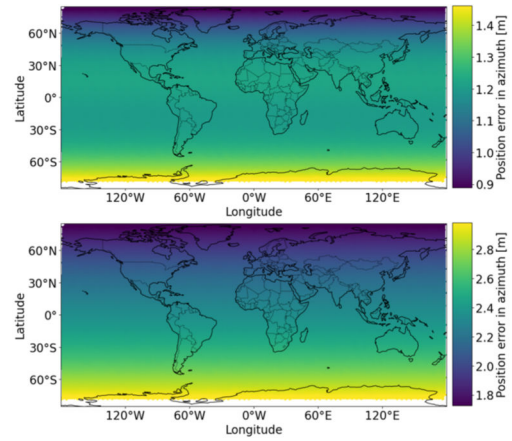 60°N
30°N
0°
30°S
60°S
Latitude
120°W 60°W 0°W 60°E 120°E
Longitude
1.4
1.3
1.2
1.1
1.0
0.9
Position error in azimuth [m]
60°N
30°N
0°
30°S
60°S
Latitude
120°W 60°W 0°W 60°E 120°E
Longitude
2.8
2.6
2.4
2.2
2.0
1.8
Position error in azimuth [m]